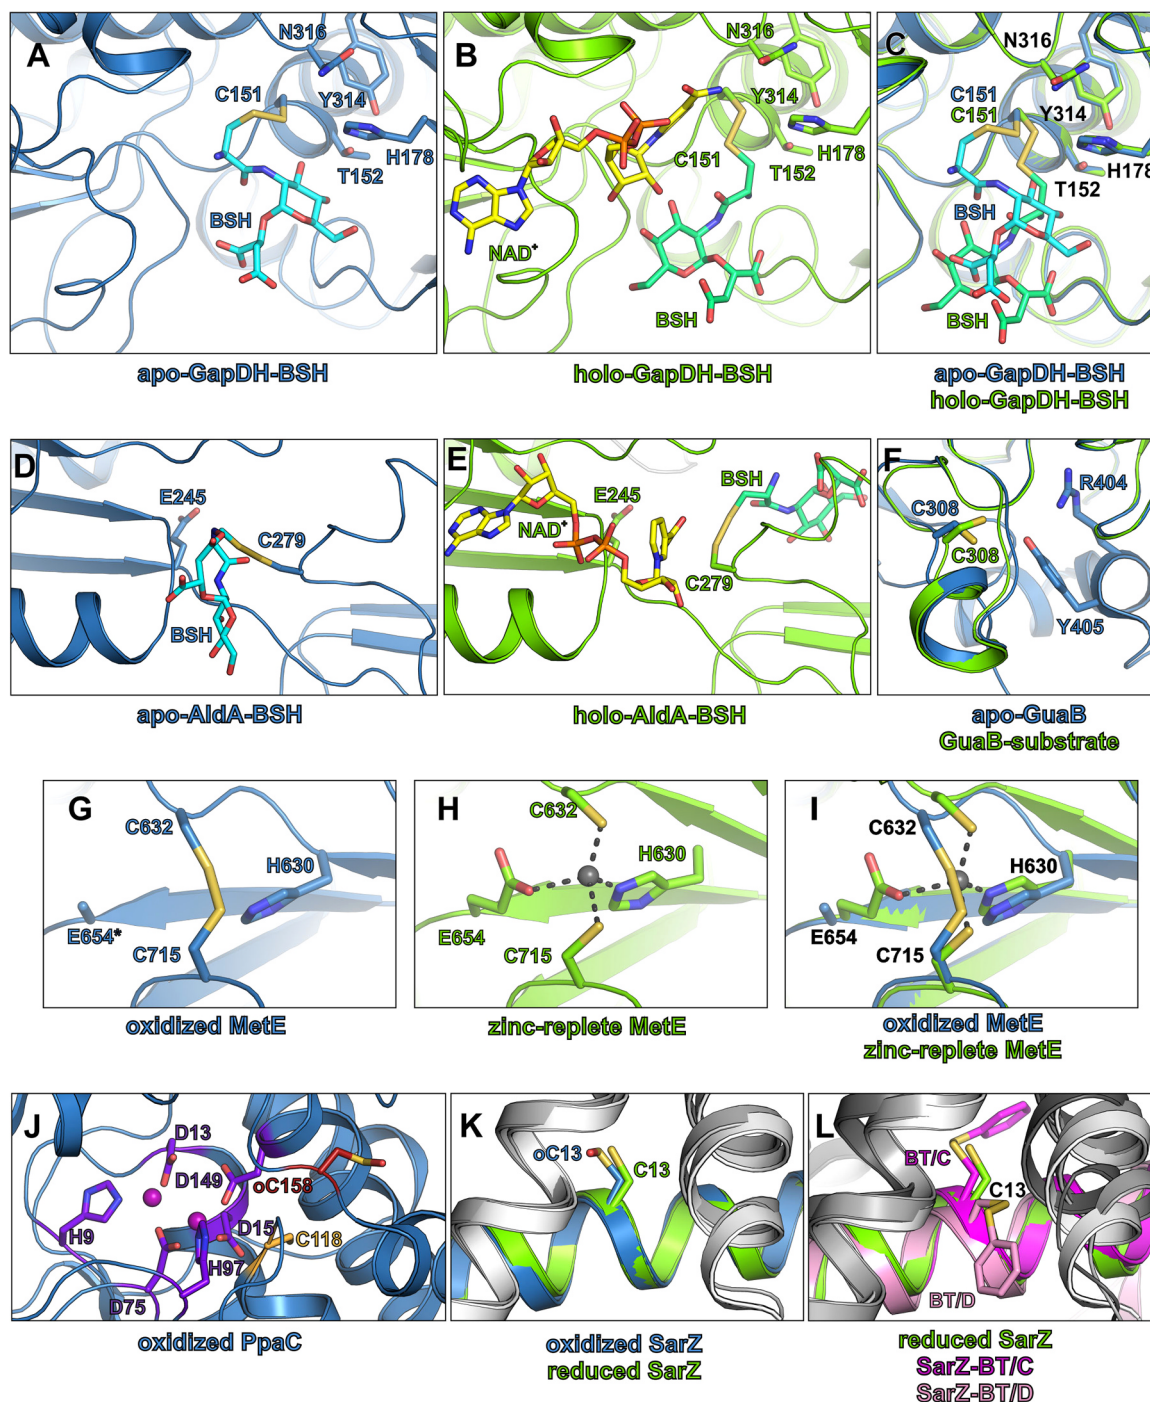 A
N316
C151
Y314
H178
T152
BSH
apo-GapDH-BSH
B
N316
Y314
C151
H178
T152
NAD+
BSH
holo-GapDH-BSH
C
N316
C151
C151
Y314
H178
T152
BSH
BSH
apo-GapDH-BSH
holo-GapDH-BSH
D
E245
C279
BSH
apo-AldA-BSH
E
BSH
E245
NAD+
C279
holo-AldA-BSH
F
R404
C308
C308
Y405
apo-GuaB
GuaB-substrate
G
C632
H630
E654*
C715
oxidized MetE
H
C632
H630
E654
C715
zinc-replete MetE
I
C632
H630
E654
C715
oxidized MetE
zinc-replete MetE
J
D13
D149
oC158
H9
D15
C118
H97
D75
oxidized PpaC
K
oC13
C13
oxidized SarZ
reduced SarZ
L
BT/C
C13
BT/D
reduced SarZ
SarZ-BT/C
SarZ-BT/D